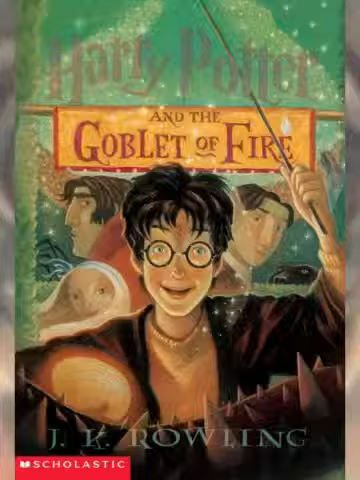 Harry Potter
AND THE
GOBLET OF FIRE
J. K. ROWLING
SCHOLASTIC